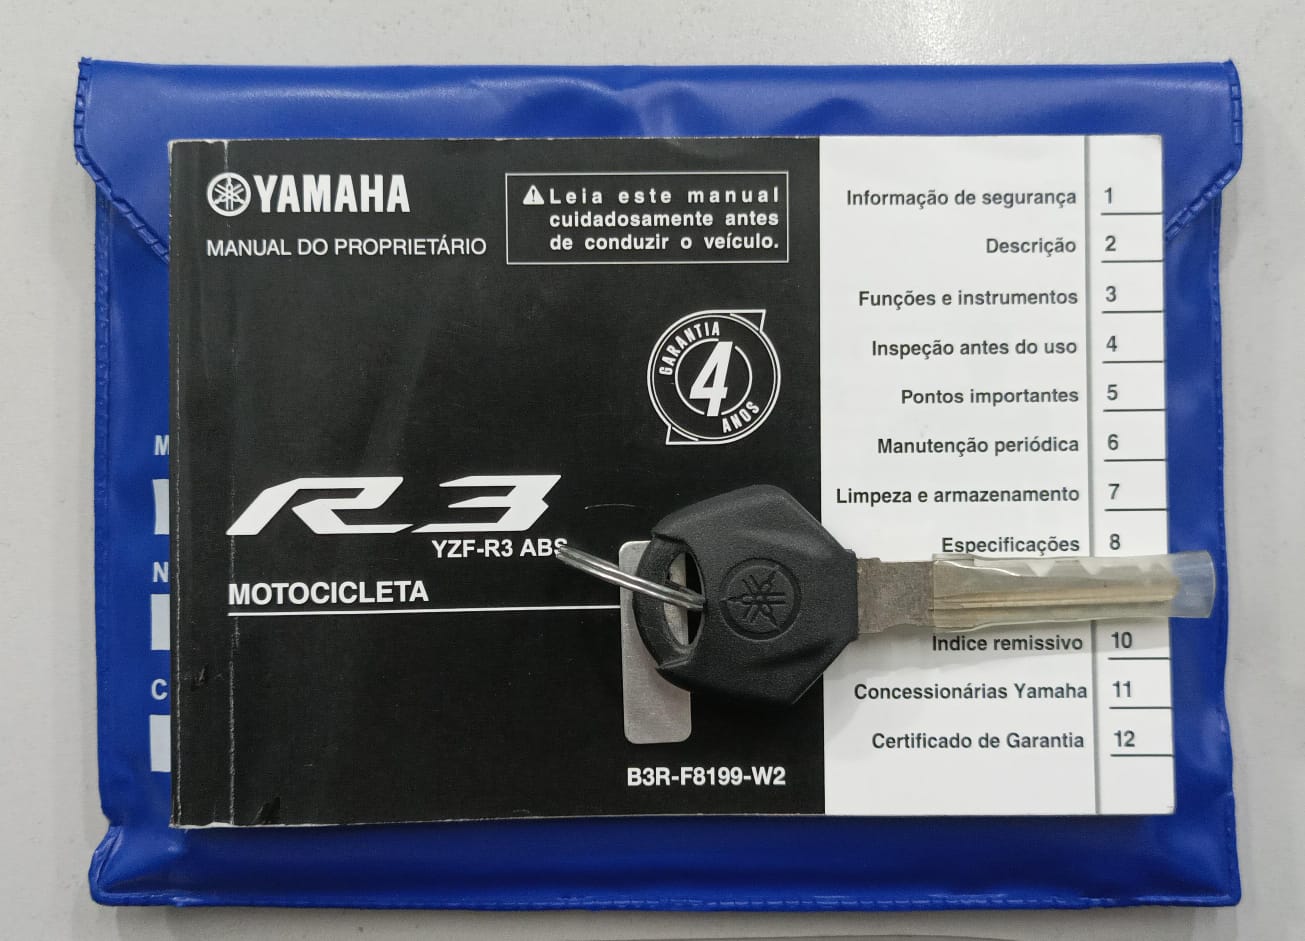 YAMAHA
MANUAL DO PROPRIETÁRIO
Leia este manual
cuidadosamente antes
de conduzir o veículo.
GARANTIA
4
ANOS
R3
YZF-R3 ABS
MOTOCICLETA
B3R-F8199-W2
Informação de segurança 1
Descrição 2
Funções e instrumentos 3
Inspeção antes do uso 4
Pontos importantes 5
Manutenção periódica 6
Limpeza e armazenamento 7
Especificações 8
Indice remissivo 10
Concessionárias Yamaha 11
Certificado de Garantia 12
M
N
C